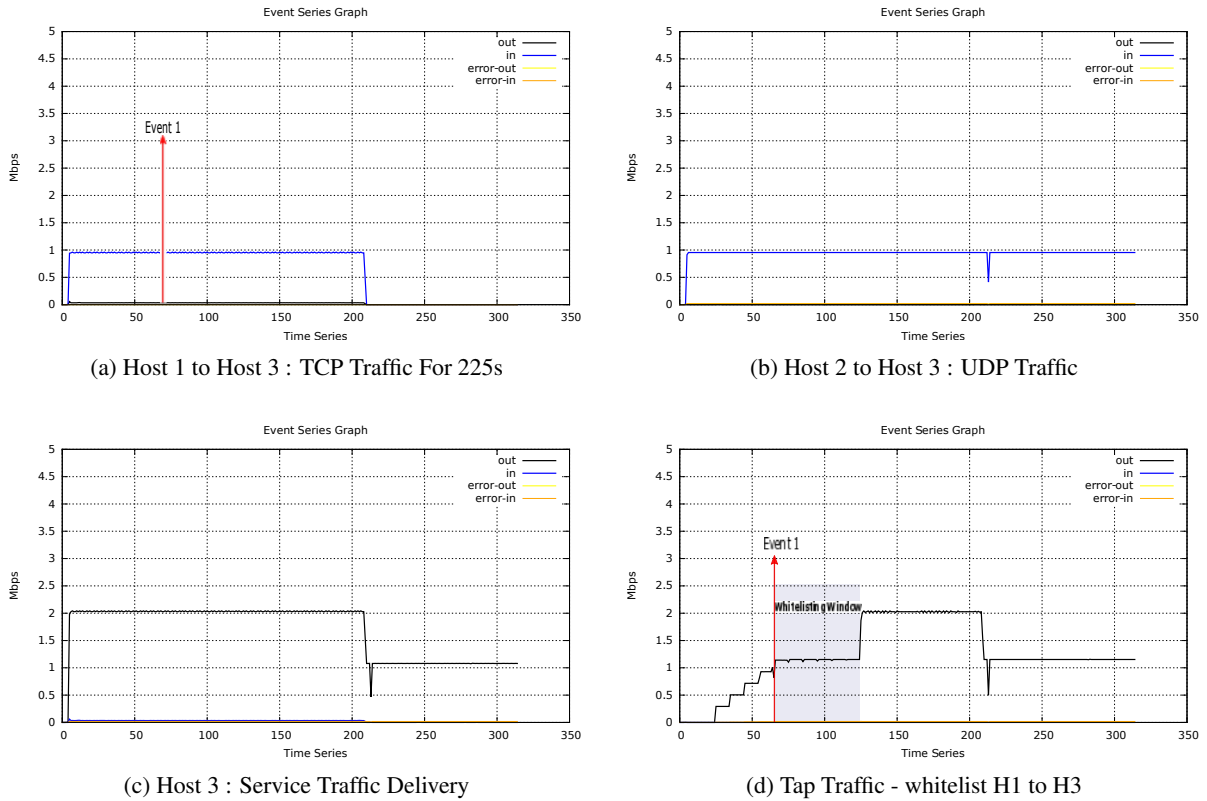 Event Series Graph
5
4.5
4
3.5
3
2.5
2
1.5
1
0.5
0
Mbps
out
in
error-out
error-in
Event 1
0 50 100 150 200 250 300 350
Time Series
(a) Host 1 to Host 3 : TCP Traffic For 225s
Event Series Graph
5
4.5
4
3.5
3
2.5
2
1.5
1
0.5
0
Mbps
out
in
error-out
error-in
0 50 100 150 200 250 300 350
Time Series
(b) Host 2 to Host 3 : UDP Traffic
Event Series Graph
5
4.5
4
3.5
3
2.5
2
1.5
1
0.5
0
Mbps
out
in
error-out
error-in
0 50 100 150 200 250 300 350
Time Series
(c) Host 3 : Service Traffic Delivery
Event Series Graph
5
4.5
4
3.5
3
2.5
2
1.5
1
0.5
0
Mbps
out
in
error-out
error-in
Event 1
Whitelisting Window
0 50 100 150 200 250 300 350
Time Series
(d) Tap Traffic - whitelist H1 to H3